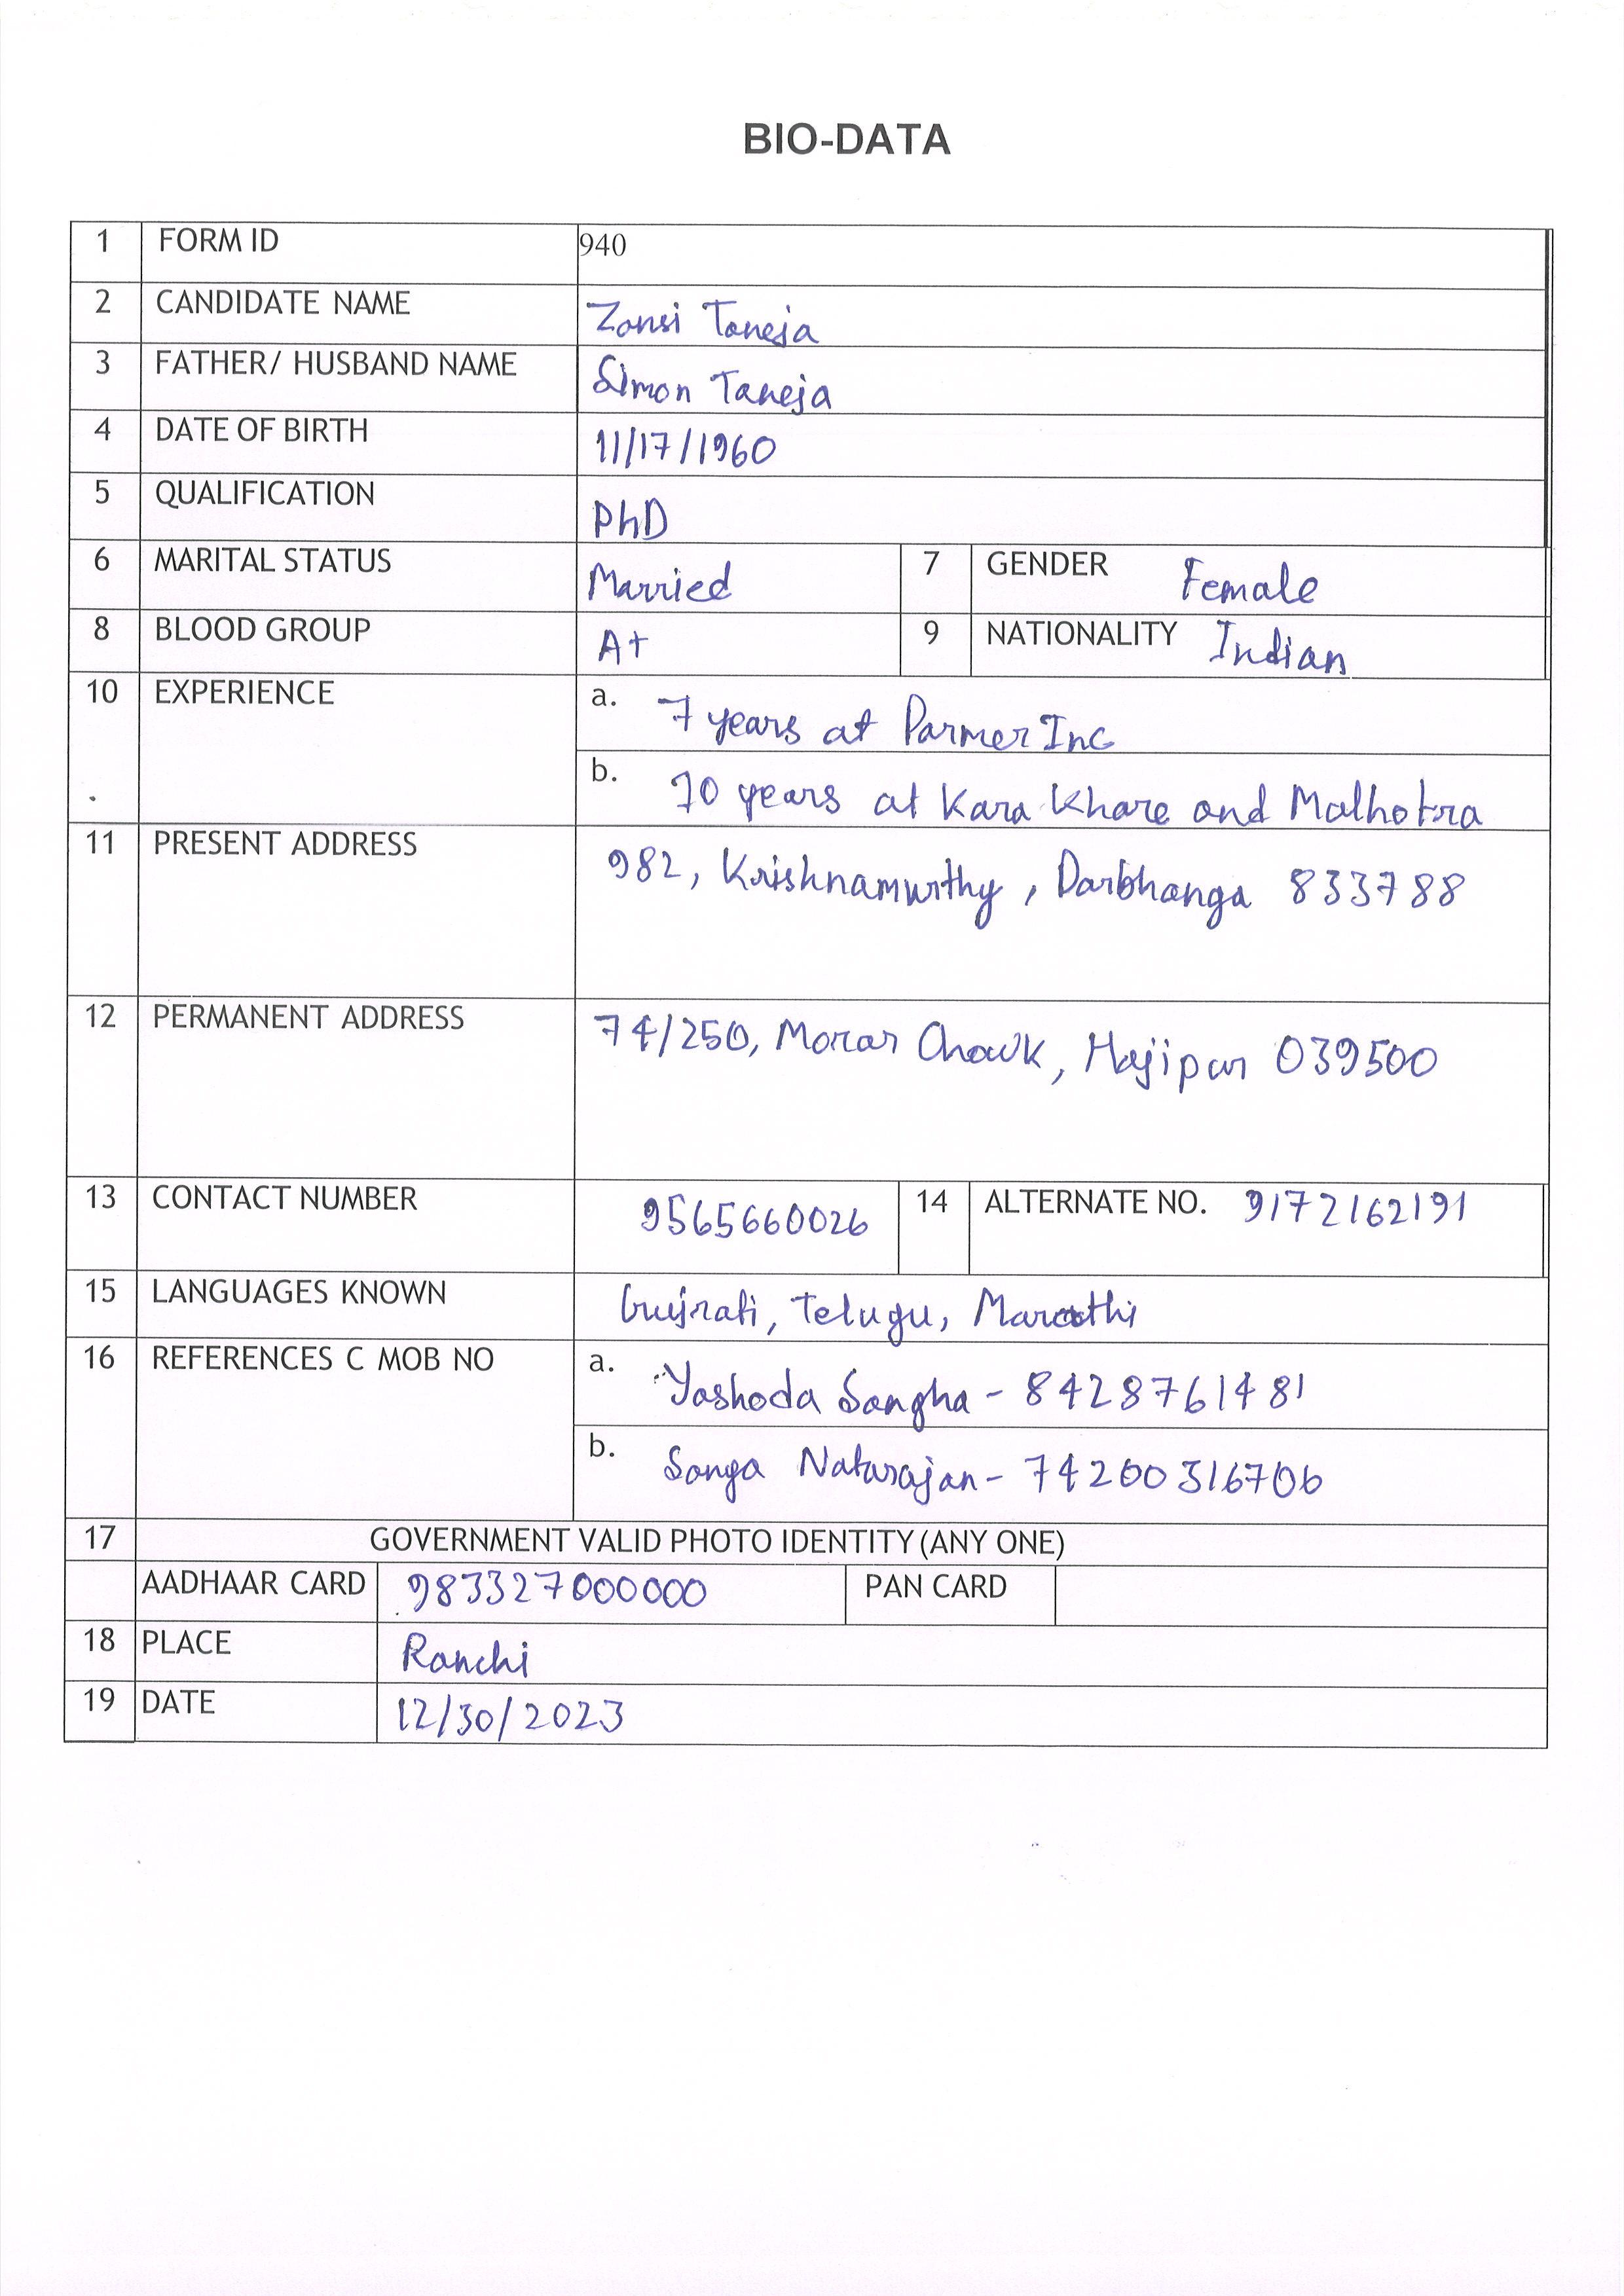 BIO-DATA
1 FORM ID 940
2 CANDIDATE NAME Zansi Taneja
3 FATHER/ HUSBAND NAME Simon Taneja
4 DATE OF BIRTH 11/17/1960
5 QUALIFICATION PhD
6 MARITAL STATUS Married 7 GENDER Female
8 BLOOD GROUP A+ 9 NATIONALITY Indian
10 EXPERIENCE a. 7 years at Parmer Inc
b. 10 years at Kara Khare and Malhotra
11 PRESENT ADDRESS 982, Krishnamurthy, Darbhanga 833788
12 PERMANENT ADDRESS 74/250, Morar Chowk, Hajipur 039500
13 CONTACT NUMBER 9565660026 14 ALTERNATE NO. 9172162191
15 LANGUAGES KNOWN Gujrati, Telugu, Marathi
16 REFERENCES C MOB NO a. Yashoda Sangha - 8428761481
b. Sanya Natarajan - 74200316706
17 GOVERNMENT VALID PHOTO IDENTITY (ANY ONE)
AADHAAR CARD 983327000000 PAN CARD
18 PLACE Ranchi
19 DATE 12/30/2023